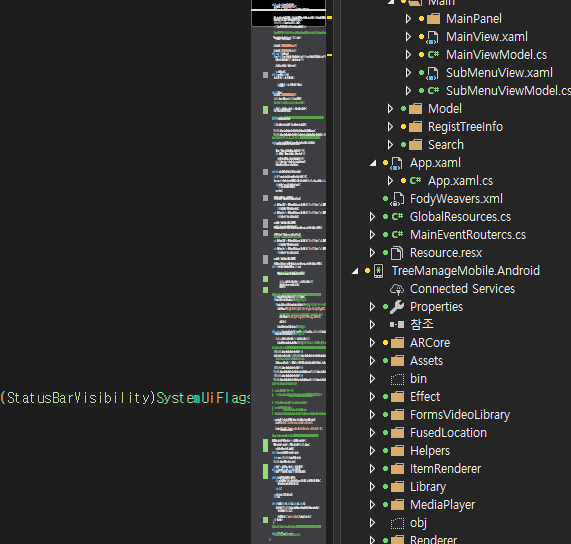 Main
MainPanel
MainView.xaml
MainViewModel.cs
SubMenuView.xaml
SubMenuViewModel.cs
Model
RegistTreeInfo
Search
App.xaml
App.xaml.cs
FodyWeavers.xml
GlobalResources.cs
MainEventRoutercs.cs
Resource.resx
TreeManageMobile.Android
Connected Services
Properties
참조
ARCore
Assets
bin
(StatusBarVisibility)SystemUiFlags
Effect
FormsVideoLibrary
FusedLocation
Helpers
ItemRenderer
Library
MediaPlayer
obj
Renderer